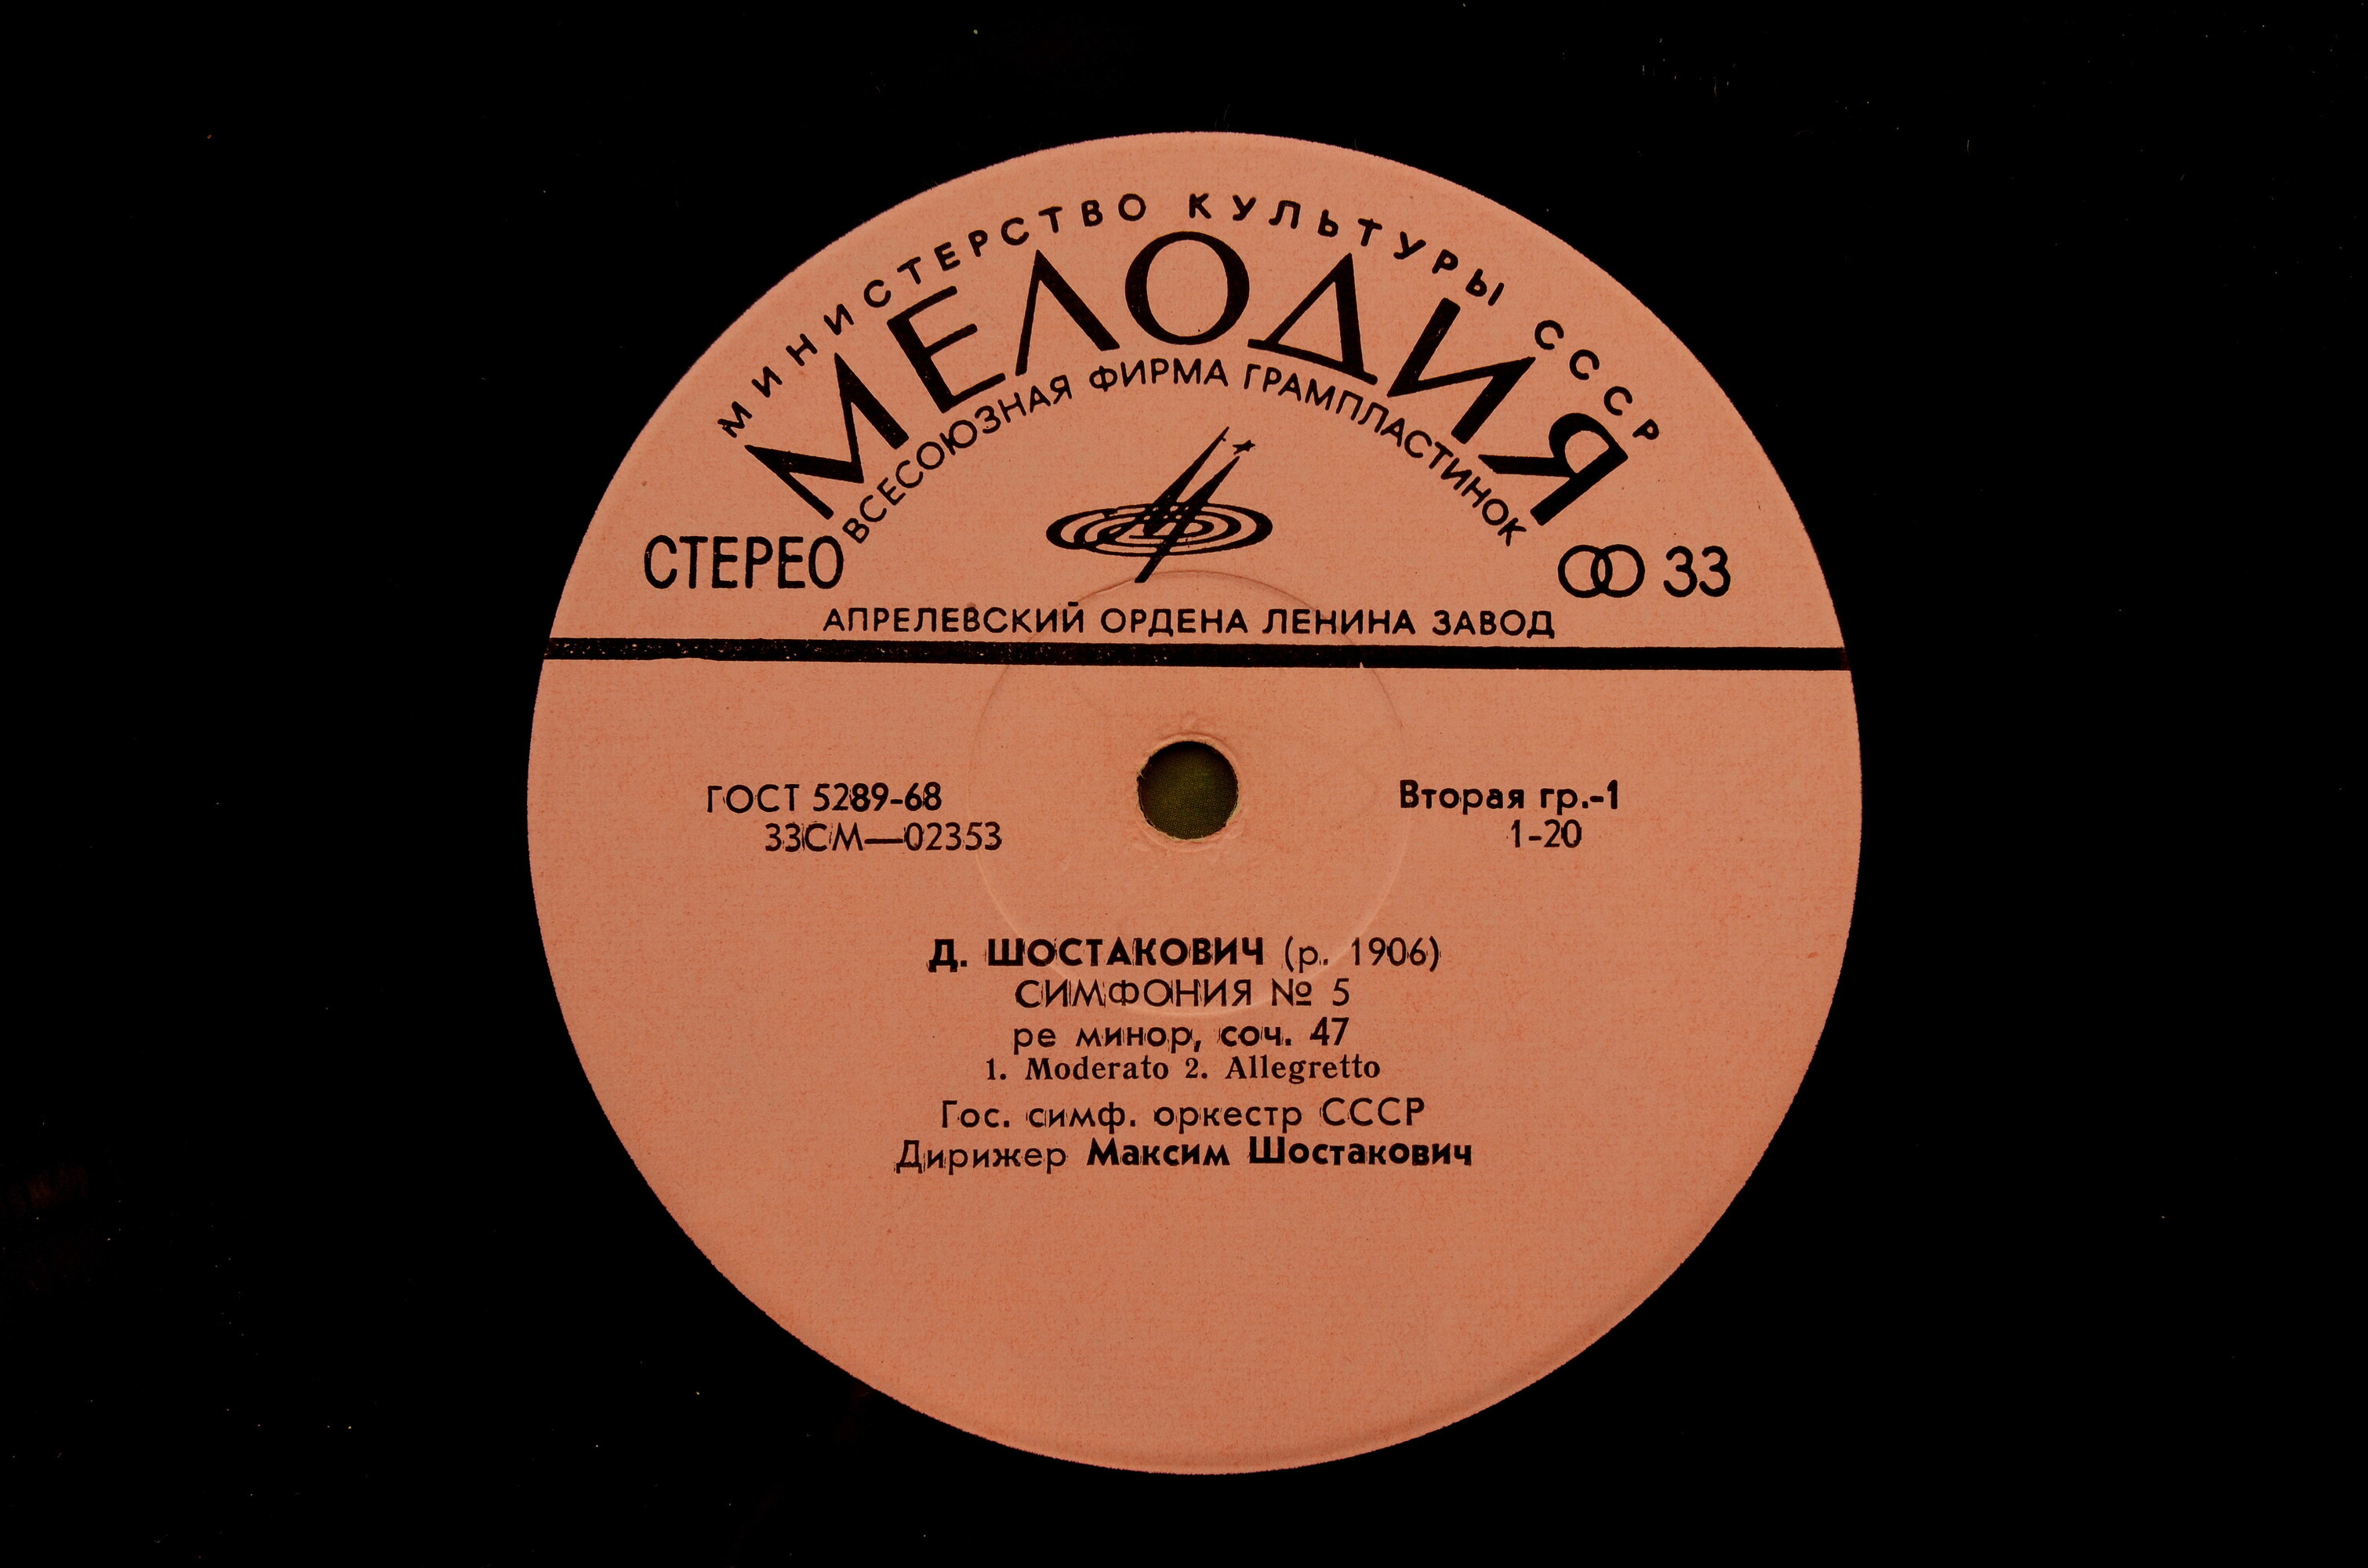 МИНИСТЕРСТВО КУЛЬТУРЫ СССР
МЕЛОДИЯ
ВСЕСОЮЗНАЯ ФИРМА ГРАМПЛАСТИНОК
СТЕРЕО
33
АПРЕЛЕВСКИЙ ОРДЕНА ЛЕНИНА ЗАВОД
ГОСТ 5289-68
33СМ—02353
Вторая гр.-1
1-20
Д. ШОСТАКОВИЧ (р. 1906)
СИМФОНИЯ № 5
ре минор, соч. 47
1. Moderato 2. Allegretto
Гос. симф. оркестр СССР
Дирижер Максим Шостакович